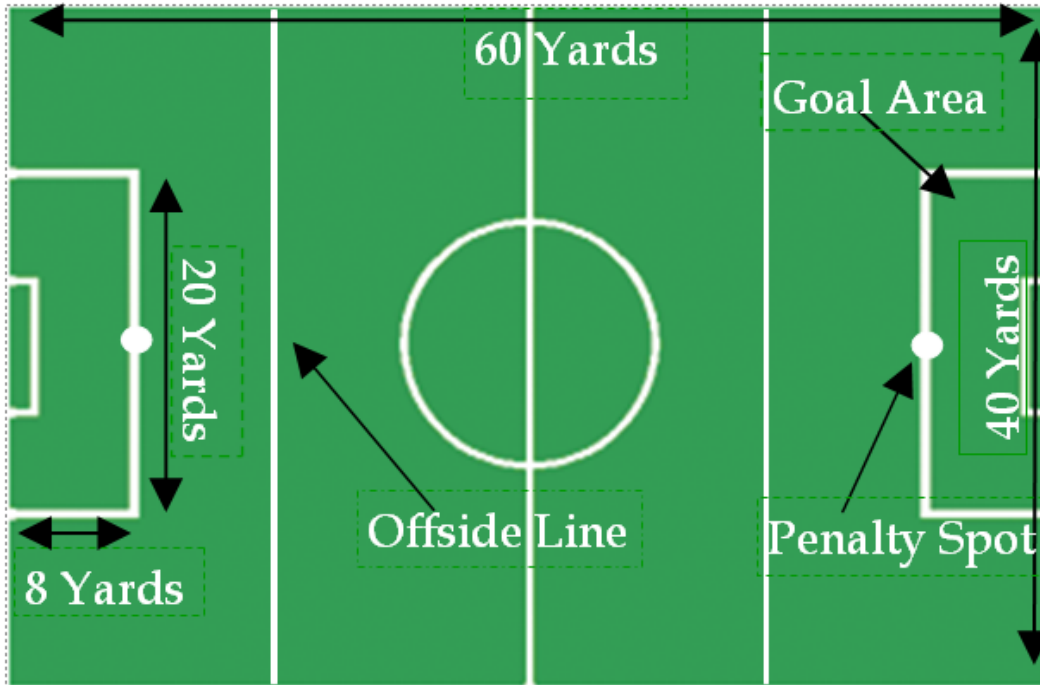 60 Yards
Goal Area
20 Yards
40 Yards
Offside Line
Penalty Spot
8 Yards